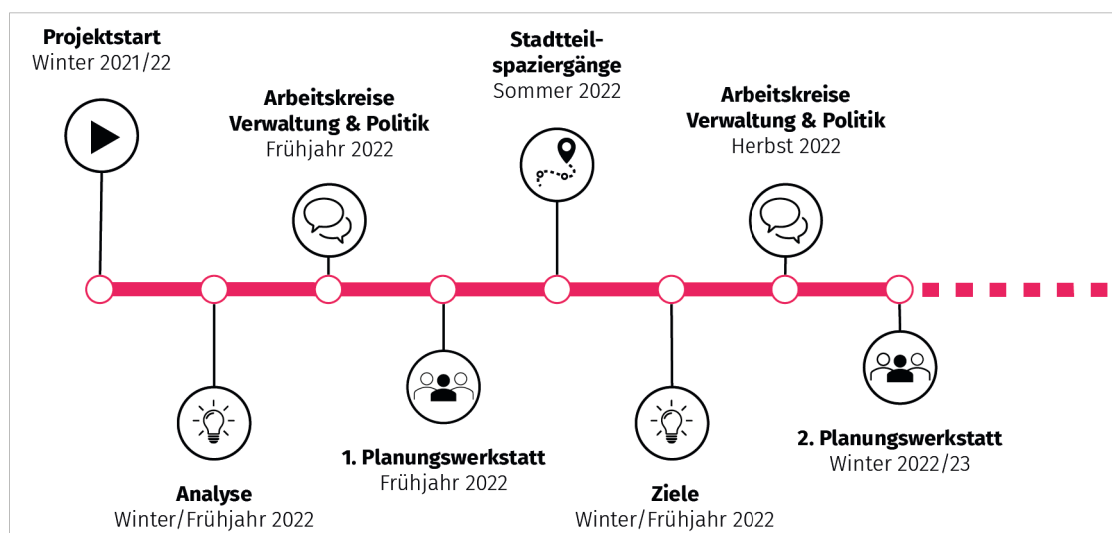 Projektstart
Winter 2021/22
Arbeitskreise
Verwaltung & Politik
Frühjahr 2022
Stadtteil-
spaziergänge
Sommer 2022
Arbeitskreise
Verwaltung & Politik
Herbst 2022
Analyse
Winter/Frühjahr 2022
1. Planungswerkstatt
Frühjahr 2022
Ziele
Winter/Frühjahr 2022
2. Planungswerkstatt
Winter 2022/23